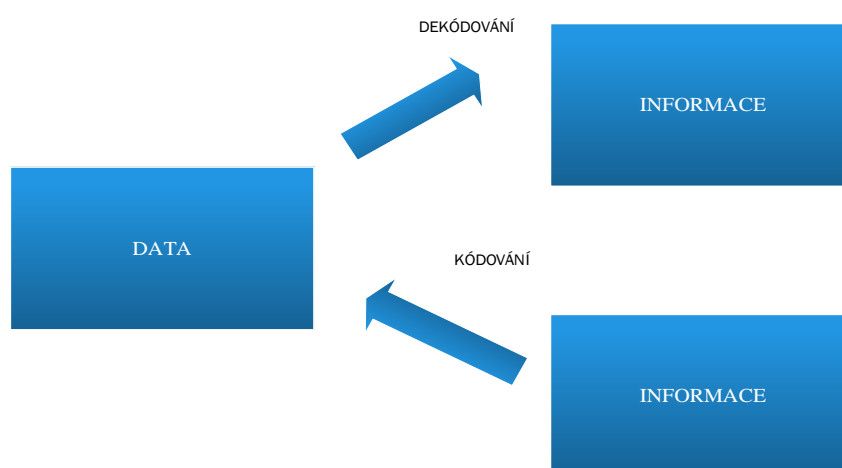 DEKÓDOVÁNÍ
INFORMACE
DATA
KÓDOVÁNÍ
INFORMACE